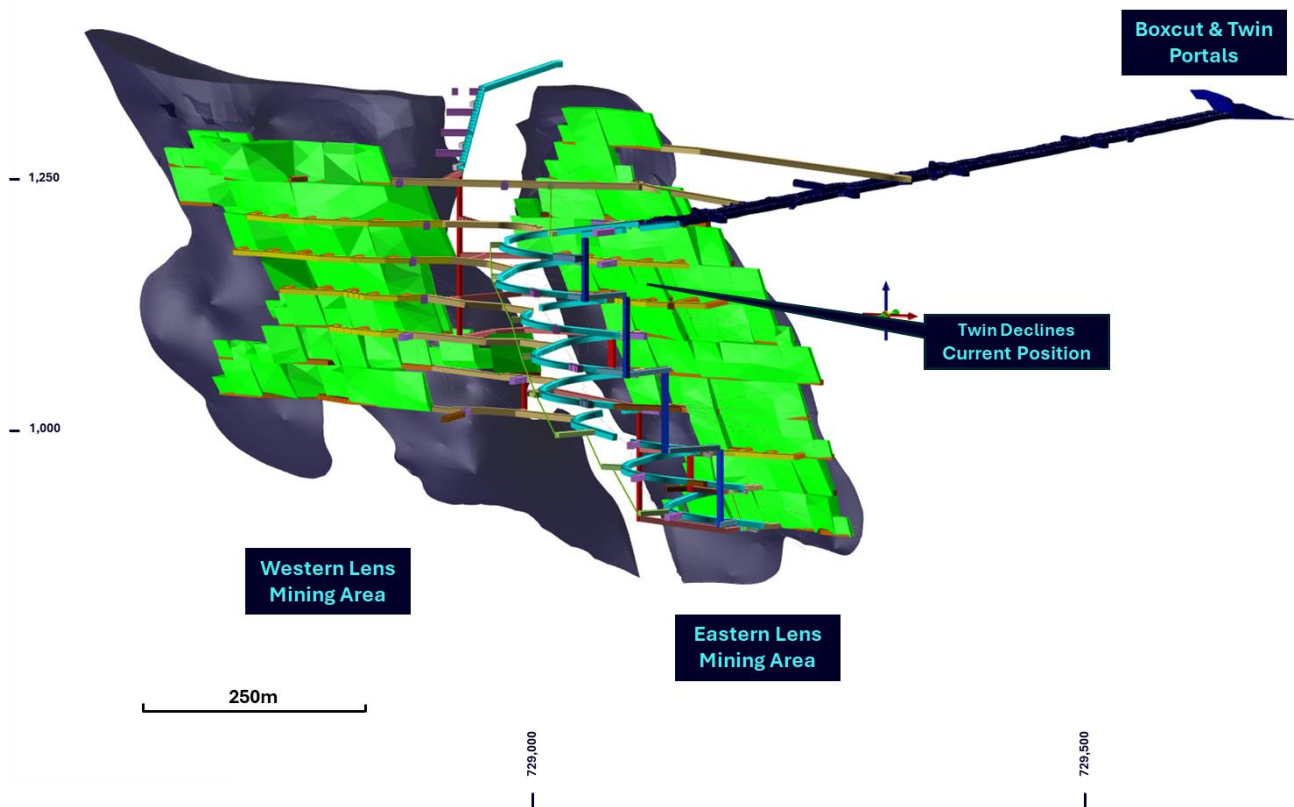 Boxcut & Twin
Portals
1,250
Twin Declines
Current Position
1,000
Western Lens
Mining Area
Eastern Lens
Mining Area
250m
729,000
729,500